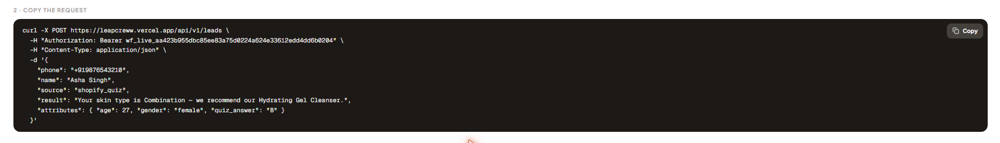 2 · COPY THE REQUEST
curl -X POST https://leapcreww.vercel.app/api/v1/leads \
Copy
-H "Authorization: Bearer wf_live_aa423b955dbc85ee83a75d0224a624e33612edd4dd6b0204" \
-H "Content-Type: application/json" \
-d '{
"phone": "+919876543210",
"name": "Asha Singh",
"source": "shopify_quiz",
"result": "Your skin type is Combination — we recommend our Hydrating Gel Cleanser.",
"attributes": { "age": 27, "gender": "female", "quiz_answer": "B" }
}'